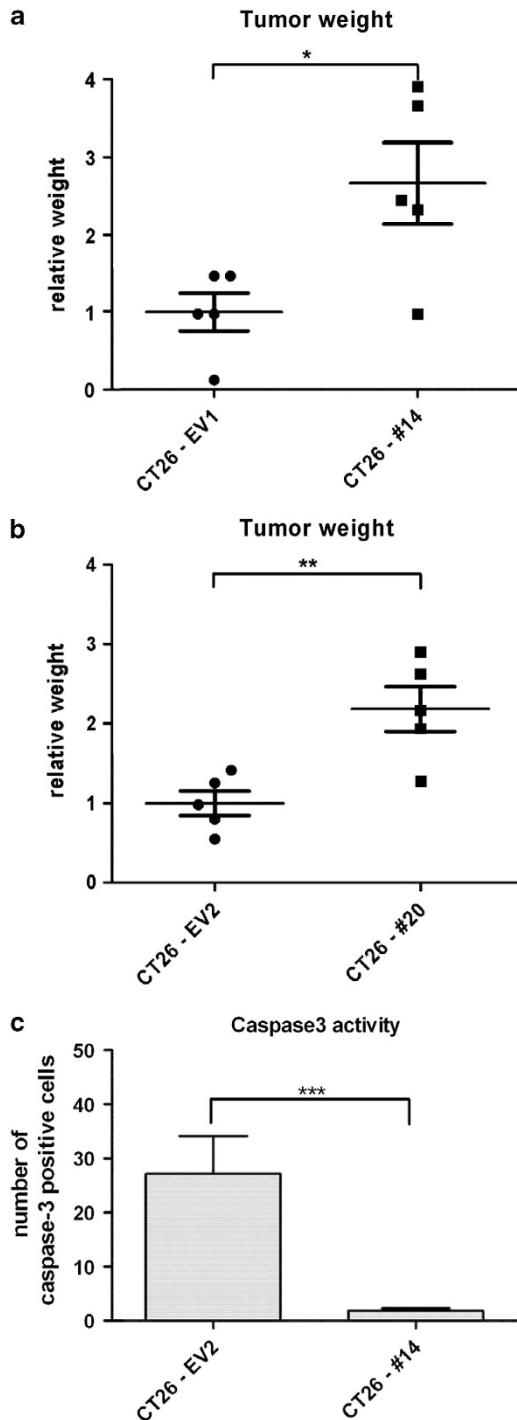 a
Tumor weight
*
4
3
2
1
0
relative weight
CT26 - EV1
CT26 - #14
b
Tumor weight
**
4
3
2
1
0
relative weight
CT26 - EV2
CT26 - #20
c
Caspase3 activity
***
50
40
30
20
10
0
number of
caspase-3 positive cells
CT26 - EV2
CT26 - #14